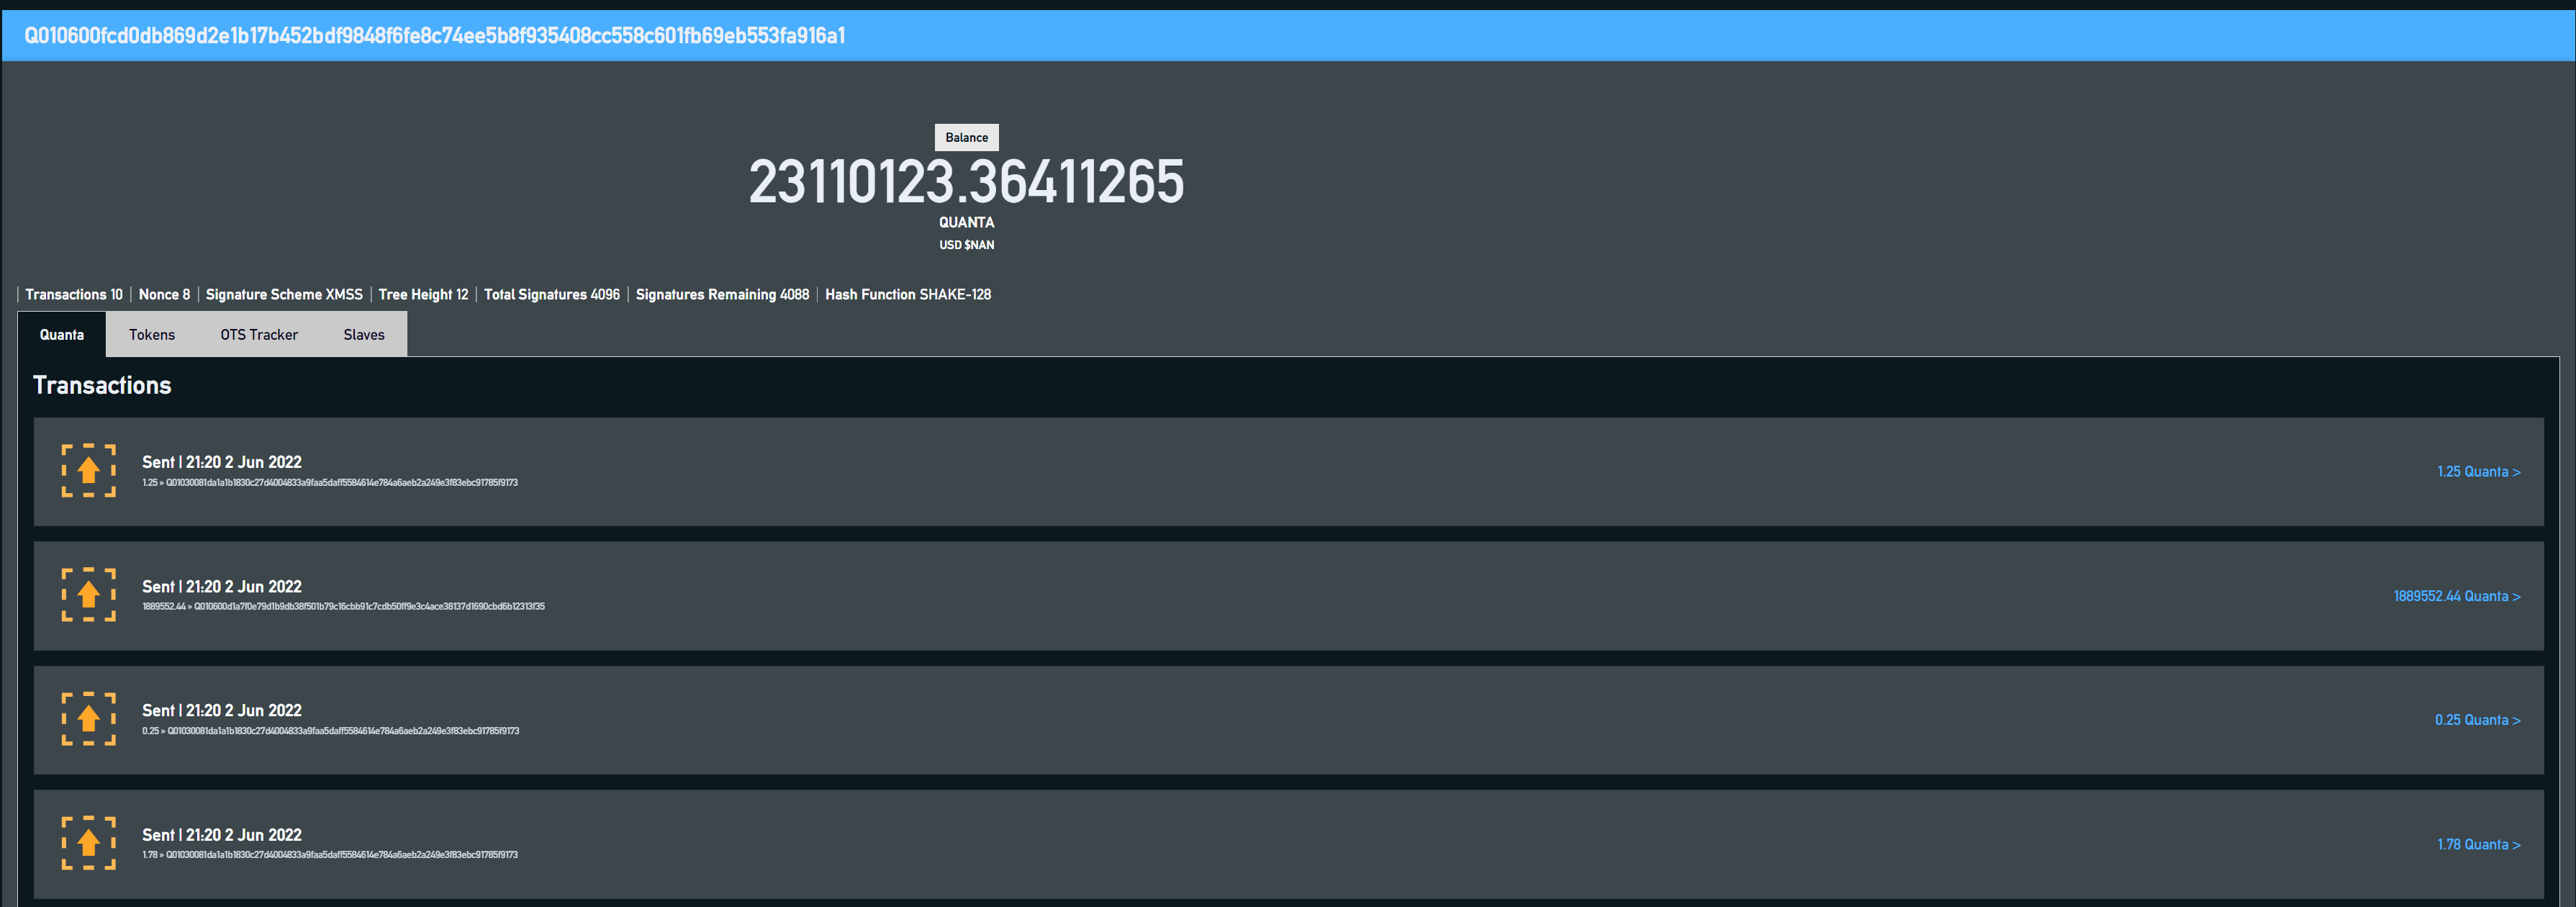 Q010600fcd0db869d2e1b17b452bdf9848f6fe8c74ee5b8f935408cc558c601fb69eb553fa916a1
Balance
23110123.36411265
QUANTA
USD $NAN
Transactions 10 | Nonce 8 | Signature Scheme XMSS | Tree Height 12 | Total Signatures 4096 | Signatures Remaining 4088 | Hash Function SHAKE-128
Quanta Tokens OTS Tracker Slaves
Transactions
Sent | 21:20 2 Jun 2022
1.25 » Q01030081da1a1b1830c27d4004833a9faa5daff5584614e784a6aeb2a249e3f83ebc91785f9173
1.25 Quanta >
Sent | 21:20 2 Jun 2022
1889552.44 » Q010600d1a7f0e79d1b9db38f501b79c16cbb91c7cdb50ff9e3c4ace38137d1690cbd6b12313f35
1889552.44 Quanta >
Sent | 21:20 2 Jun 2022
0.25 » Q01030081da1a1b1830c27d4004833a9faa5daff5584614e784a6aeb2a249e3f83ebc91785f9173
0.25 Quanta >
Sent | 21:20 2 Jun 2022
1.78 » Q01030081da1a1b1830c27d4004833a9faa5daff5584614e784a6aeb2a249e3f83ebc91785f9173
1.78 Quanta >